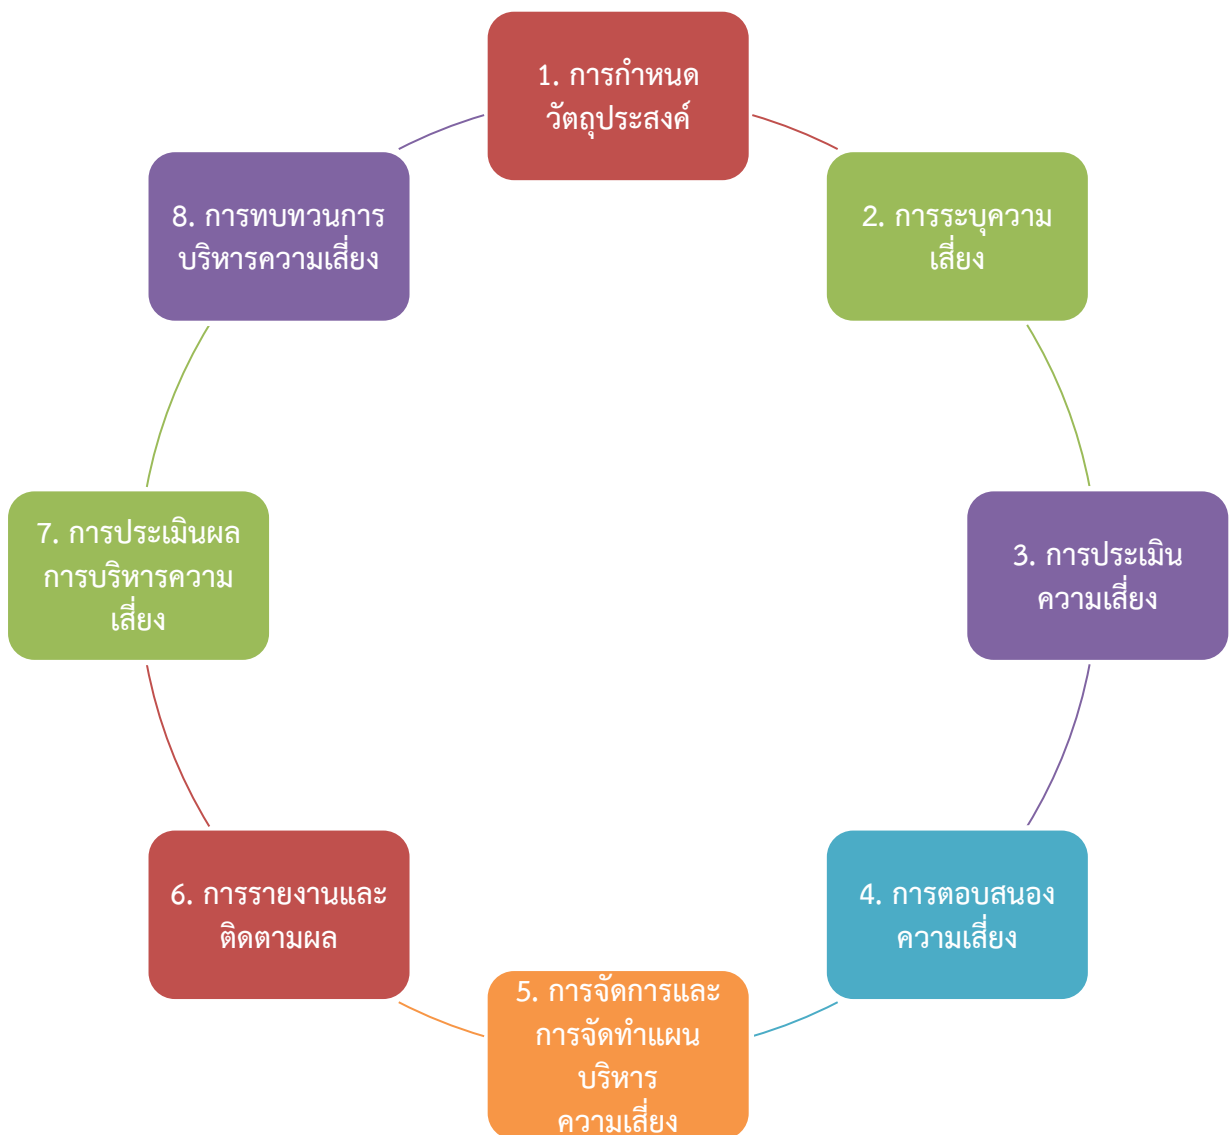 1. การกำหนด
วัตถุประสงค์
2. การระบุความ
เสี่ยง
3. การประเมิน
ความเสี่ยง
4. การตอบสนอง
ความเสี่ยง
5. การจัดการและ
การจัดทำแผน
บริหาร
ความเสี่ยง
6. การรายงานและ
ติดตามผล
7. การประเมินผล
การบริหารความ
เสี่ยง
8. การทบทวนการ
บริหารความเสี่ยง